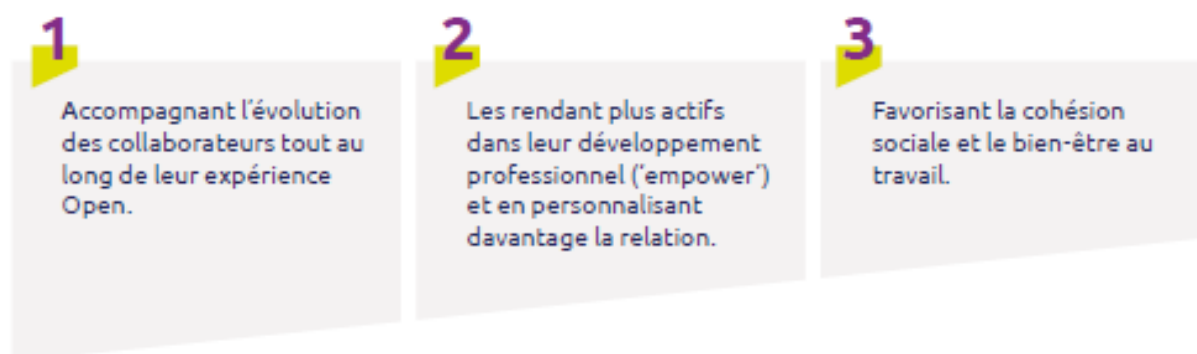 1
Accompagnant l’évolution
des collaborateurs tout au
long de leur expérience
Open.
2
Les rendant plus actifs
dans leur développement
professionnel (‘empower’)
et en personnalisant
davantage la relation.
3
Favorisant la cohésion
sociale et le bien-être au
travail.